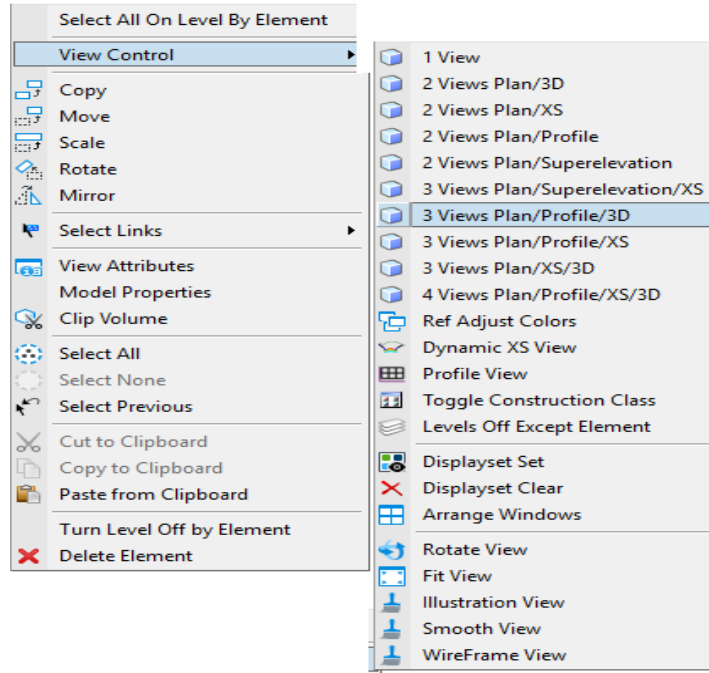 Select All On Level By Element
View Control
Copy
Move
Scale
Rotate
Mirror
Select Links
View Attributes
Model Properties
Clip Volume
Select All
Select None
Select Previous
Cut to Clipboard
Copy to Clipboard
Paste from Clipboard
Turn Level Off by Element
Delete Element
1 View
2 Views Plan/3D
2 Views Plan/XS
2 Views Plan/Profile
2 Views Plan/Superelevation
3 Views Plan/Superelevation/XS
3 Views Plan/Profile/3D
3 Views Plan/Profile/XS
3 Views Plan/XS/3D
4 Views Plan/Profile/XS/3D
Ref Adjust Colors
Dynamic XS View
Profile View
Toggle Construction Class
Levels Off Except Element
Displayset Set
Displayset Clear
Arrange Windows
Rotate View
Fit View
Illustration View
Smooth View
WireFrame View